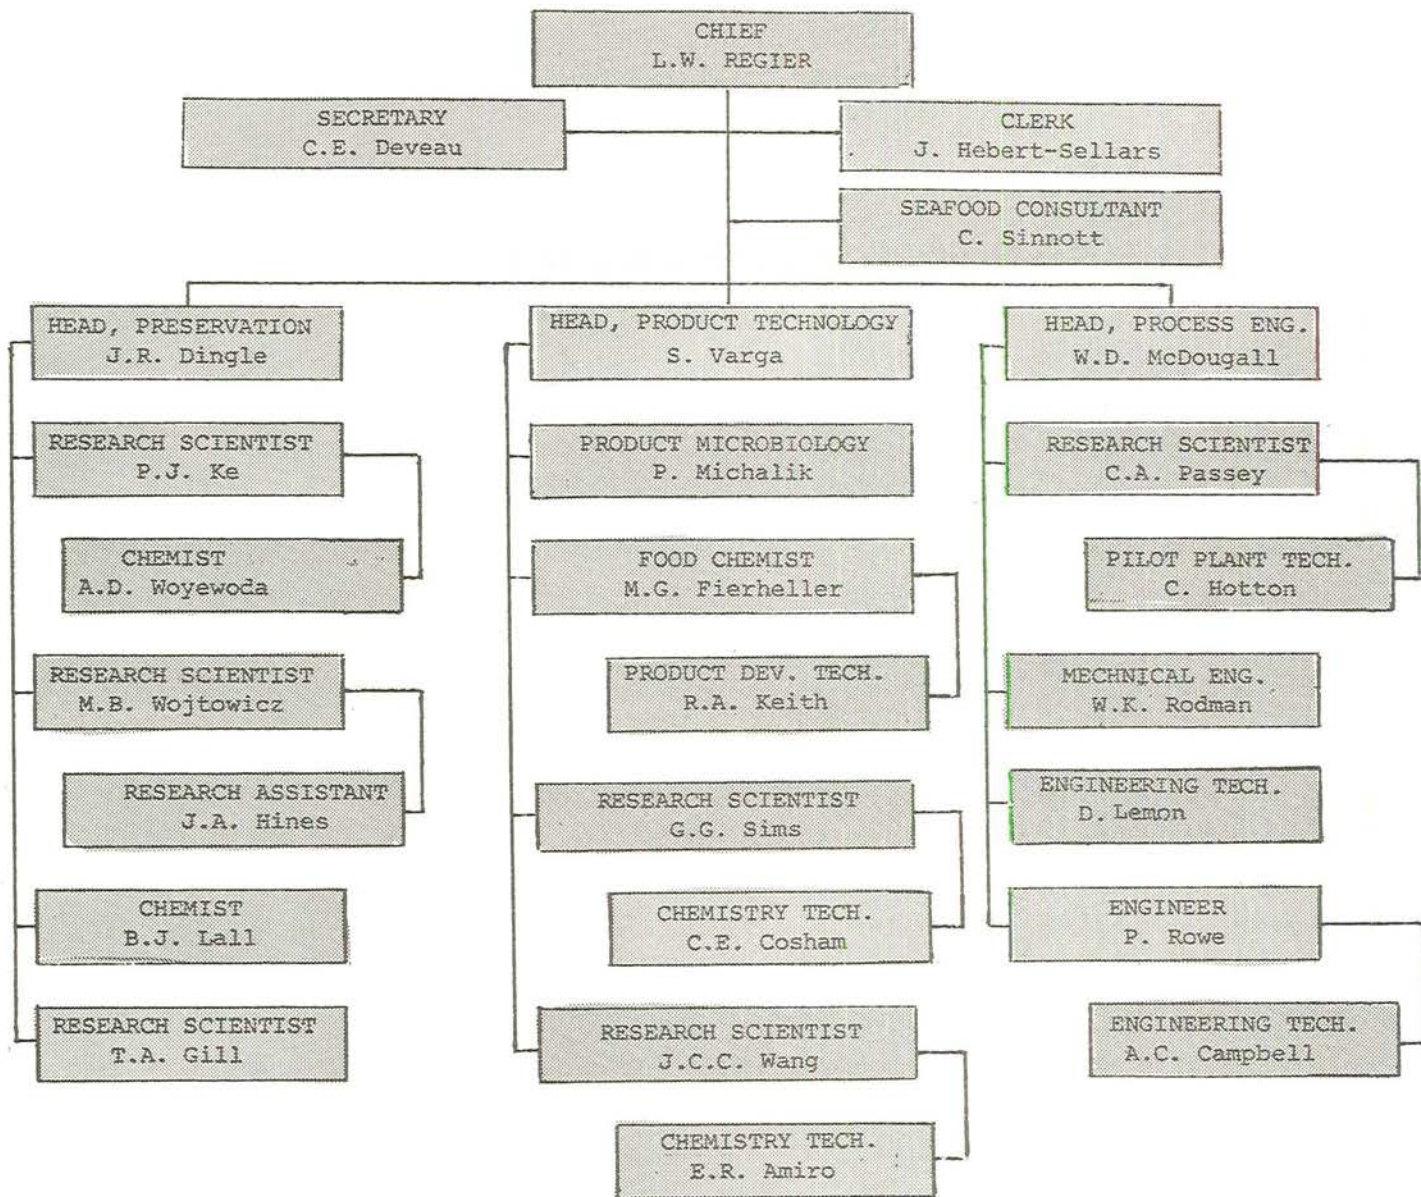 CHIEF
L.W. REGIER
SECRETARY
C.E. Deveau
CLERK
J. Hebert-Sellars
SEAFOOD CONSULTANT
C. Sinnott
HEAD, PRESERVATION
J.R. Dingle
RESEARCH SCIENTIST
P.J. Ke
CHEMIST
A.D. Woyewoda
RESEARCH SCIENTIST
M.B. Wojtowicz
RESEARCH ASSISTANT
J.A. Hines
CHEMIST
B.J. Lall
RESEARCH SCIENTIST
T.A. Gill
HEAD, PRODUCT TECHNOLOGY
S. Varga
PRODUCT MICROBIOLOGY
P. Michalik
FOOD CHEMIST
M.G. Fierheller
PRODUCT DEV. TECH.
R.A. Keith
RESEARCH SCIENTIST
G.G. Sims
CHEMISTRY TECH.
C.E. Cosham
RESEARCH SCIENTIST
J.C.C. Wang
CHEMISTRY TECH.
E.R. Amiro
HEAD, PROCESS ENG.
W.D. McDougall
RESEARCH SCIENTIST
C.A. Passey
PILOT PLANT TECH.
C. Hotton
MECHNICAL ENG.
W.K. Rodman
ENGINEERING TECH.
D. Lemon
ENGINEER
P. Rowe
ENGINEERING TECH.
A.C. Campbell